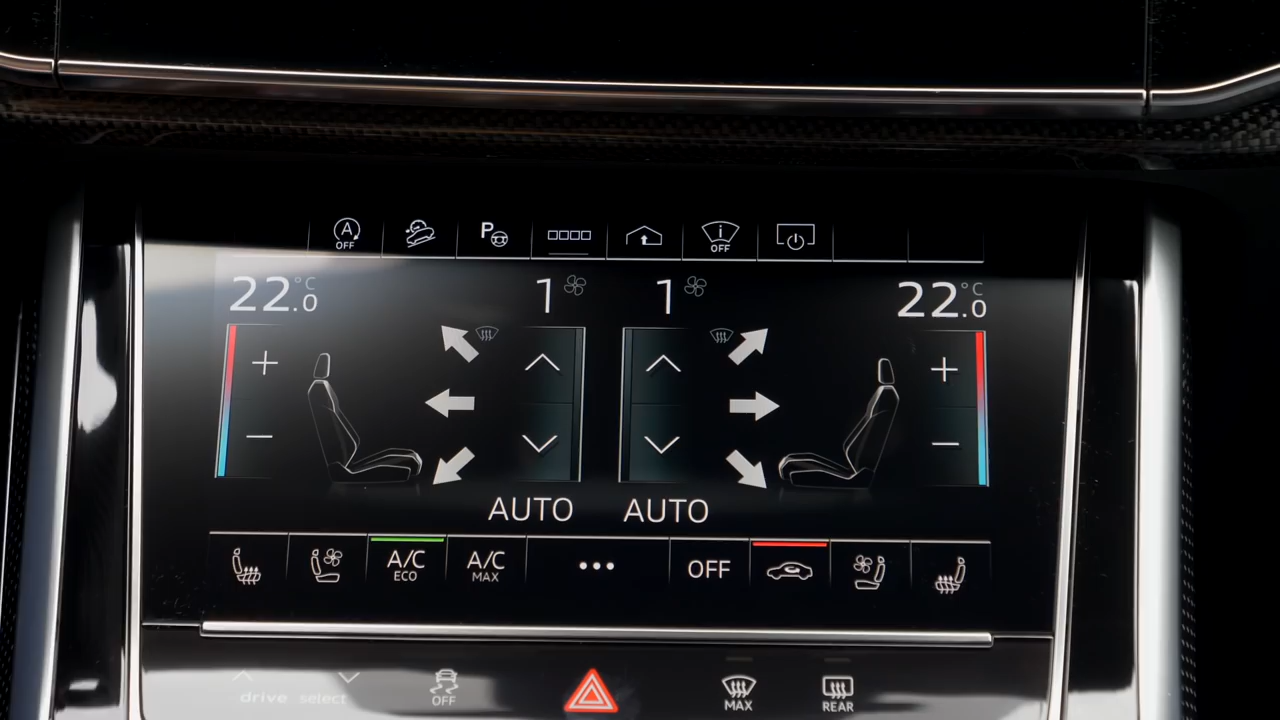 A
OFF
P
i
OFF
22.0 °C
1
1
22.0 °C
AUTO
AUTO
A/C
ECO
A/C
MAX
OFF
drive select
OFF
MAX
REAR